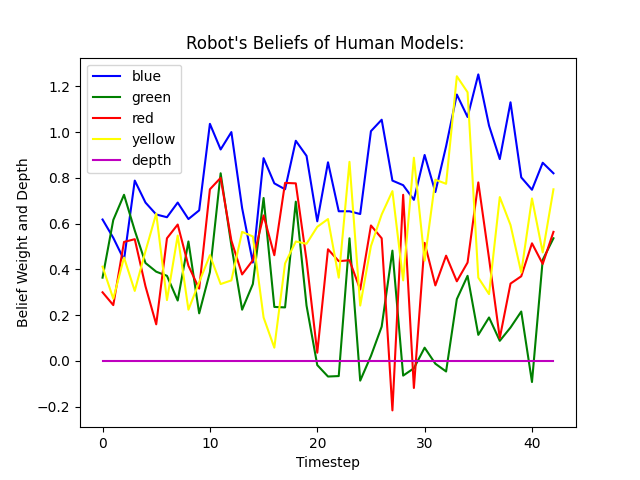 Robot's Beliefs of Human Models:
blue
green
red
yellow
depth
Belief Weight and Depth
1.2
1.0
0.8
0.6
0.4
0.2
0.0
−0.2
0
10
20
30
40
Timestep